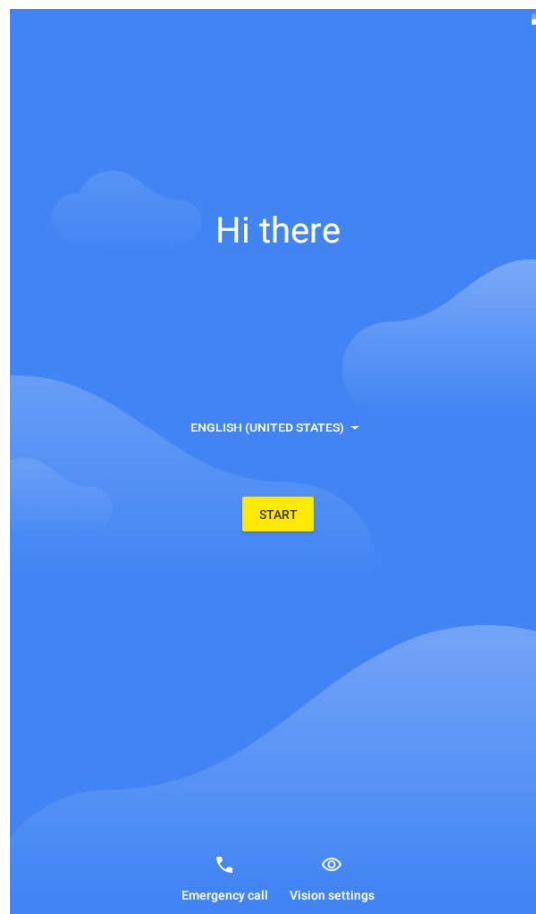 Hi there
ENGLISH (UNITED STATES)
START
Emergency call Vision settings